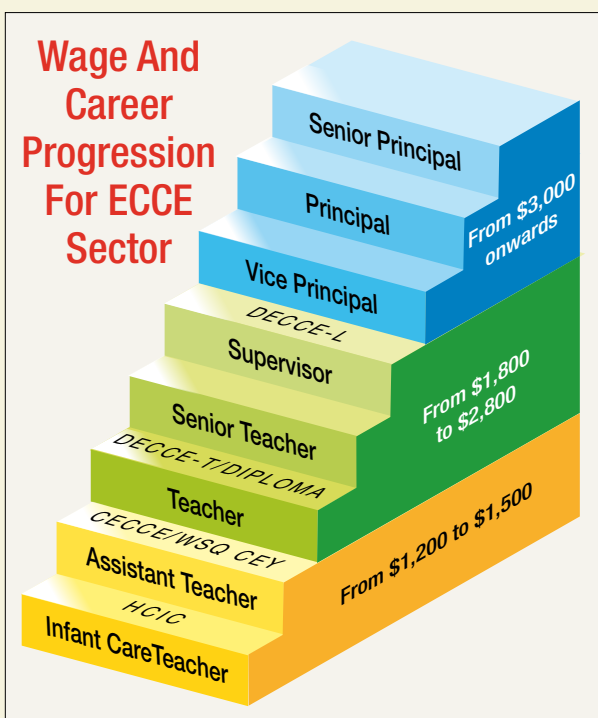 Wage And
Career
Progression
For ECCE
Sector
Senior Principal
Principal
Vice Principal
From $3,000
onwards
DECCE-L
Supervisor
Senior Teacher
DECCE-T/DIPLOMA
Teacher
From $1,800
to $2,800
CECCE/WSQ CEY
Assistant Teacher
HCIC
Infant CareTeacher
From $1,200 to $1,500